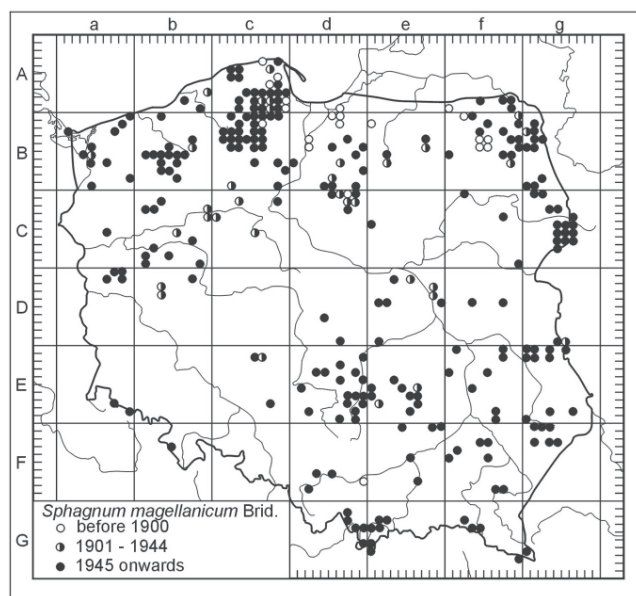 a b c d e f g
A
B
C
D
E
F
G
Sphagnum magellanicum Brid.
before 1900
1901 - 1944
1945 onwards